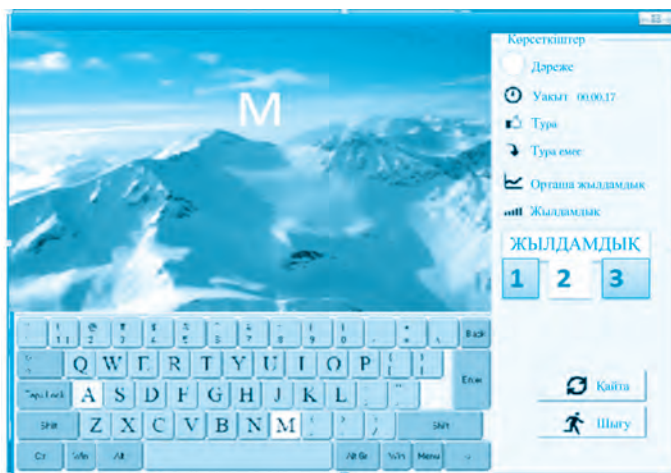 Көрсеткіштер
Дәреже
M
Уақыт 00.00.17
Тура
Тура емес
Орташа жылдамдық
Жылдамдық
ЖЫЛДАМДЫҚ
1 2 3
Back
Q W E R T Y U I O P
Enter
Caps Lock A S D F G H J K L
Shift Z X C V B N M Shift
Ctrl Win Alt Alt Gr Win Menu
Қайта
Шығу